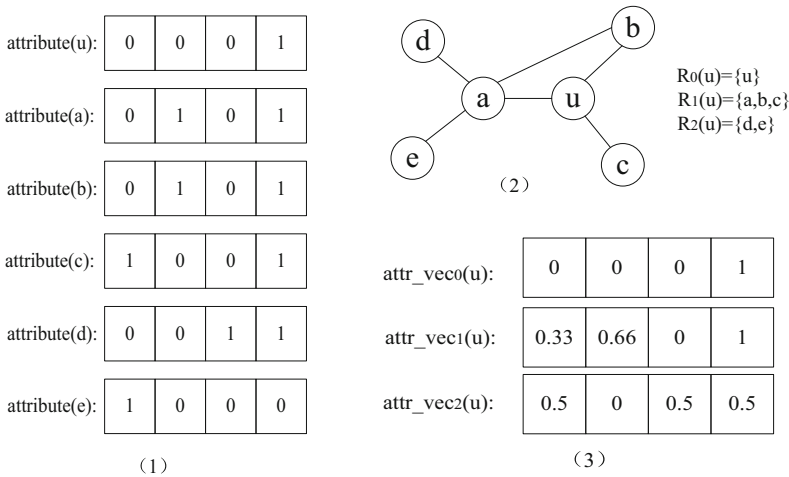 attribute(u): 0 0 0 1
attribute(a): 0 1 0 1
attribute(b): 0 1 0 1
attribute(c): 1 0 0 1
attribute(d): 0 0 1 1
attribute(e): 1 0 0 0
(1)
d
b
a
u
e
c
R0(u)={u}
R1(u)={a,b,c}
R2(u)={d,e}
(2)
attr_vec0(u): 0 0 0 1
attr_vec1(u): 0.33 0.66 0 1
attr_vec2(u): 0.5 0 0.5 0.5
(3)